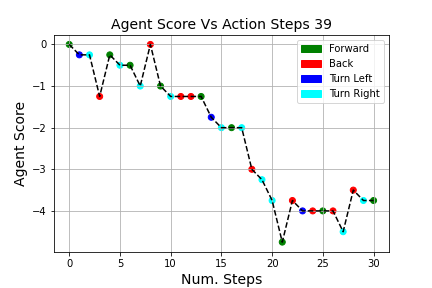 Agent Score Vs Action Steps 39
Forward
Back
Turn Left
Turn Right
0
−1
−2
−3
−4
Agent Score
0 5 10 15 20 25 30
Num. Steps